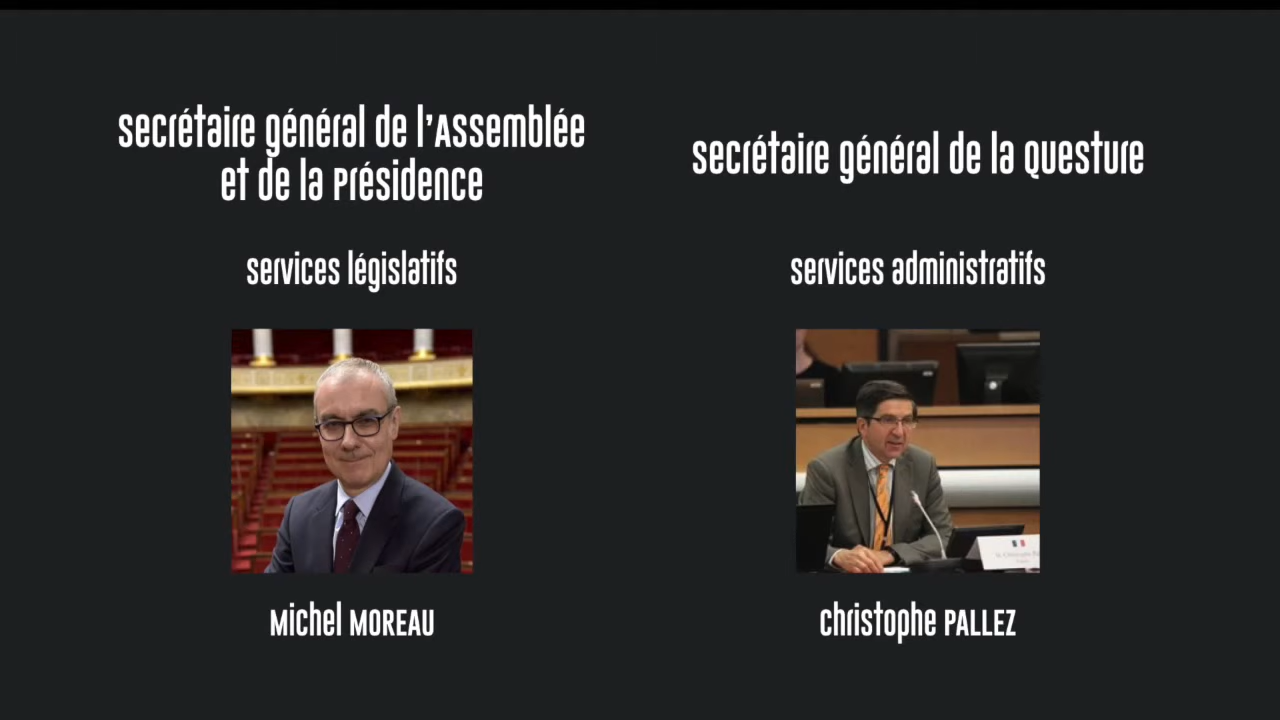 secrétaire général de l'Assemblée
et de la Présidence
services législatifs
Michel MOREAU
secrétaire général de la Questure
services administratifs
christophe PALLEZ